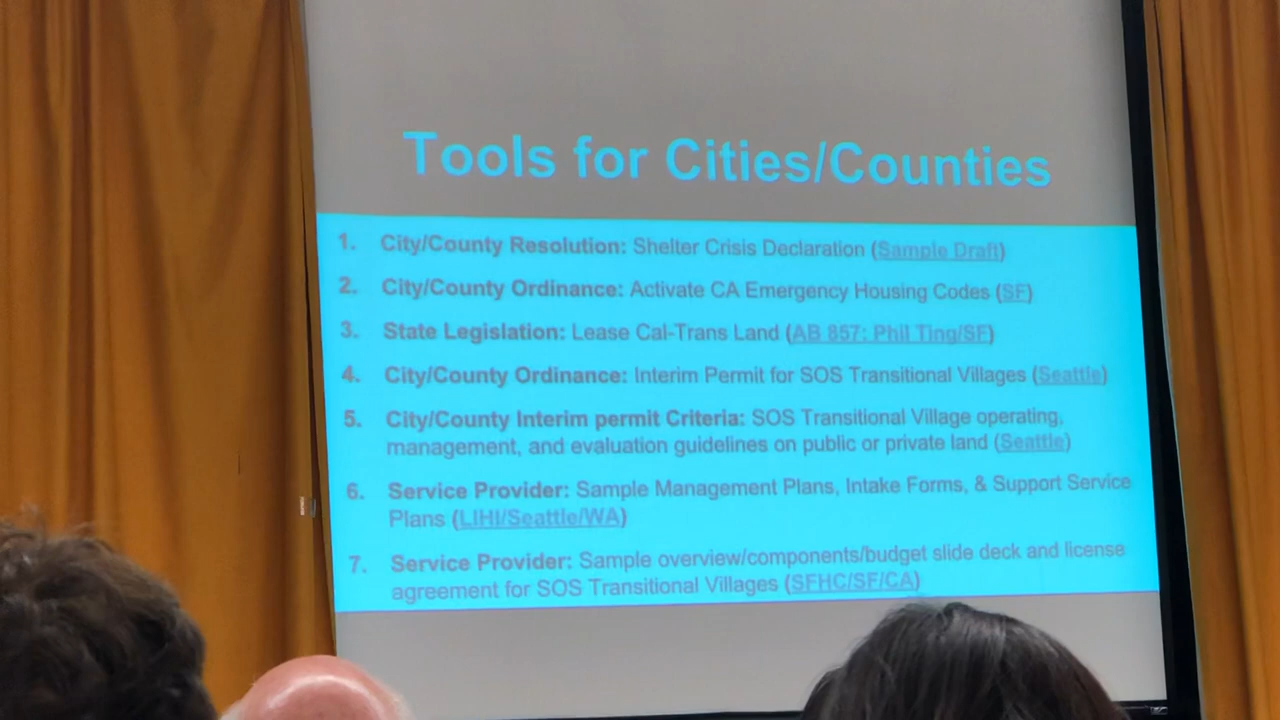 Tools for Cities/Counties
1. City/County Resolution: Shelter Crisis Declaration (Sample Draft)
2. City/County Ordinance: Activate CA Emergency Housing Codes (SF)
3. State Legislation: Lease Cal-Trans Land (AB 857: Phil Ting/SF)
4. City/County Ordinance: Interim Permit for SOS Transitional Villages (Seattle)
5. City/County Interim permit Criteria: SOS Transitional Village operating,
management, and evaluation guidelines on public or private land (Seattle)
6. Service Provider: Sample Management Plans, Intake Forms, & Support Service
Plans (LIHI/Seattle/WA)
7. Service Provider: Sample overview/components/budget slide deck and license
agreement for SOS Transitional Villages (SFHC/SF/CA)